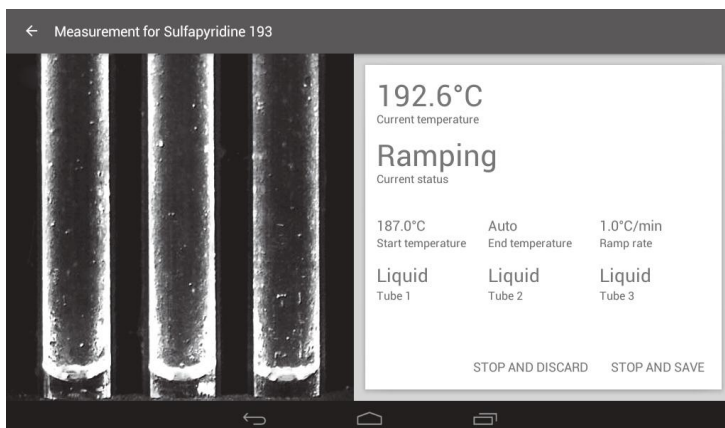 Measurement for Sulfapyridine 193
192.6°C
Current temperature
Ramping
Current status
187.0°C Auto 1.0°C/min
Start temperature End temperature Ramp rate
Liquid Liquid Liquid
Tube 1 Tube 2 Tube 3
STOP AND DISCARD STOP AND SAVE